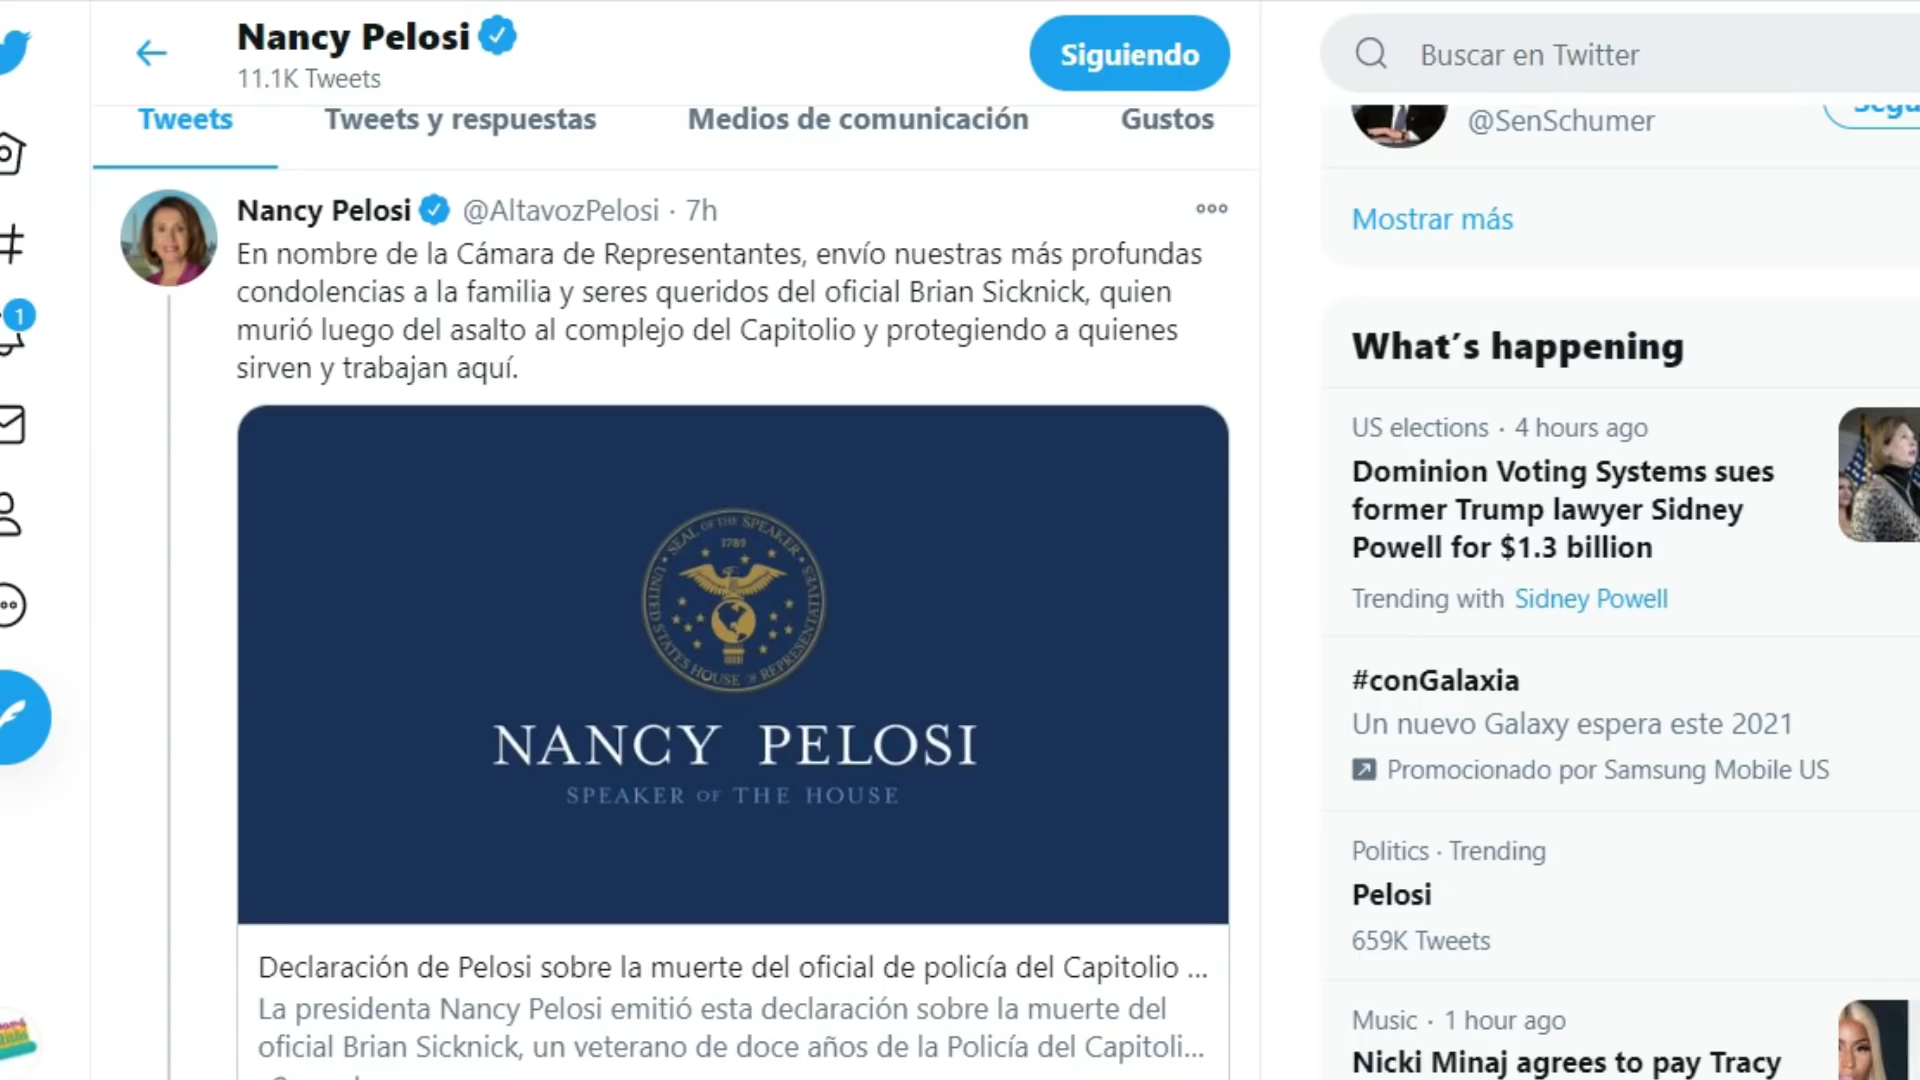 Nancy Pelosi
11.1K Tweets
Siguiendo
Buscar en Twitter
Tweets
Tweets y respuestas
Medios de comunicación
Gustos
@SenSchumer
Mostrar más
1
Nancy Pelosi @AltavozPelosi · 7h
En nombre de la Cámara de Representantes, envío nuestras más profundas
condolencias a la familia y seres queridos del oficial Brian Sicknick, quien
murió luego del asalto al complejo del Capitolio y protegiendo a quienes
sirven y trabajan aquí.
SEAL OF THE SPEAKER
1789
UNITED STATES HOUSE OF REPRESENTATIVES
NANCY PELOSI
SPEAKER OF THE HOUSE
Declaración de Pelosi sobre la muerte del oficial de policía del Capitolio ...
La presidenta Nancy Pelosi emitió esta declaración sobre la muerte del
oficial Brian Sicknick, un veterano de doce años de la Policía del Capitoli...
What´s happening
US elections · 4 hours ago
Dominion Voting Systems sues
former Trump lawyer Sidney
Powell for $1.3 billion
Trending with Sidney Powell
#conGalaxia
Un nuevo Galaxy espera este 2021
Promocionado por Samsung Mobile US
Politics · Trending
Pelosi
659K Tweets
Music · 1 hour ago
Nicki Minaj agrees to pay Tracy